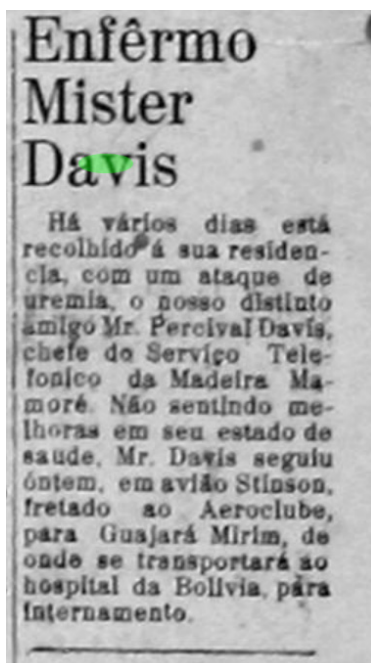 Enfêrmo
Mister
Davis
Há vários dias está
recolhido á sua residen-
cia, com um ataque de
uremia, o nosso distinto
amigo Mr. Percival Davis,
chefe do Serviço Tele-
fonico da Madeira Ma-
moré. Não sentindo me-
lhoras em seu estado de
saude, Mr. Davis seguiu
óntem, em avião Stinson,
fretado ao Aeroclube,
para Guajará Mirim, de
onde se transportará ao
hospital da Bolivia, para
internamento.